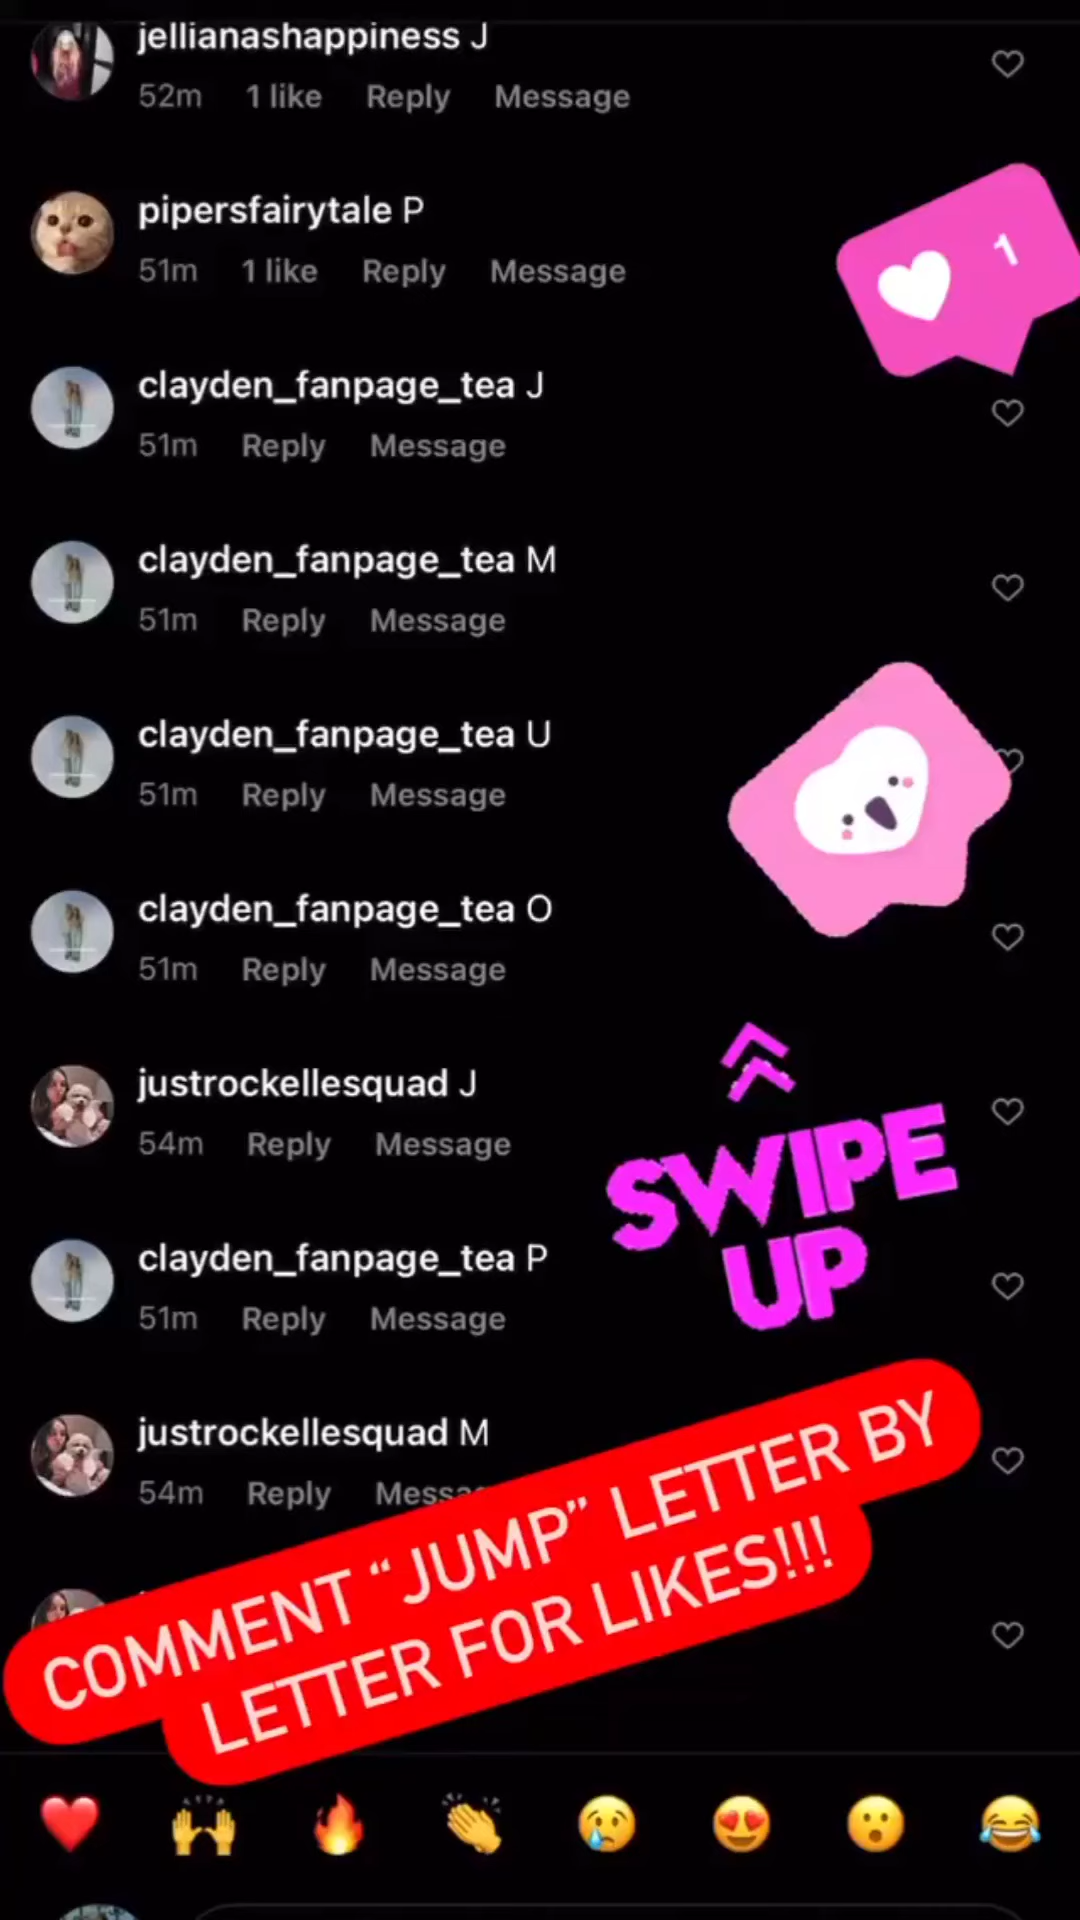 jellianashappiness J
52m 1 like Reply Message
pipersfairytale P
51m 1 like Reply Message
1
clayden_fanpage_tea J
51m Reply Message
clayden_fanpage_tea M
51m Reply Message
clayden_fanpage_tea U
51m Reply Message
clayden_fanpage_tea O
51m Reply Message
justrockellesquad J
54m Reply Message
SWIPE
UP
clayden_fanpage_tea P
51m Reply Message
justrockellesquad M
54m Reply
COMMENT “JUMP” LETTER BY
LETTER FOR LIKES!!!